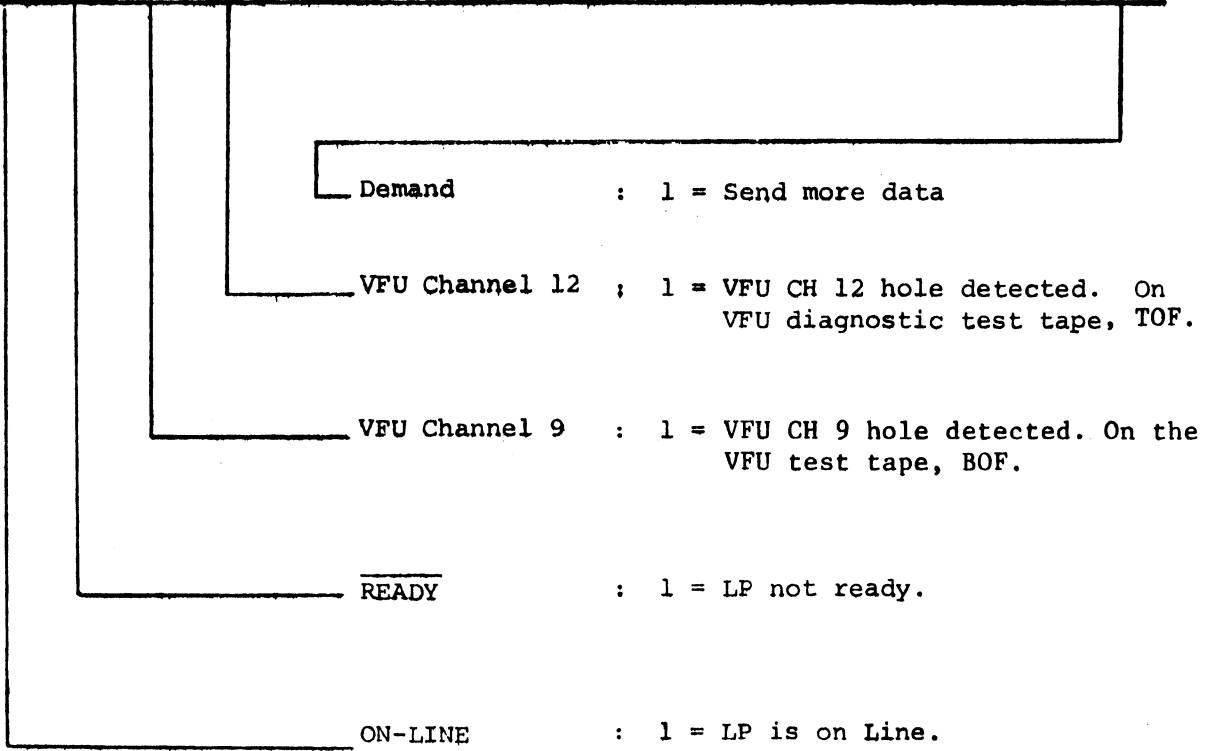 Demand : 1 = Send more data
VFU Channel 12 ; 1 = VFU CH 12 hole detected. On
VFU diagnostic test tape, TOF.
VFU Channel 9 : 1 = VFU CH 9 hole detected. On the
VFU test tape, BOF.
READY : 1 = LP not ready.
ON-LINE : 1 = LP is on Line.